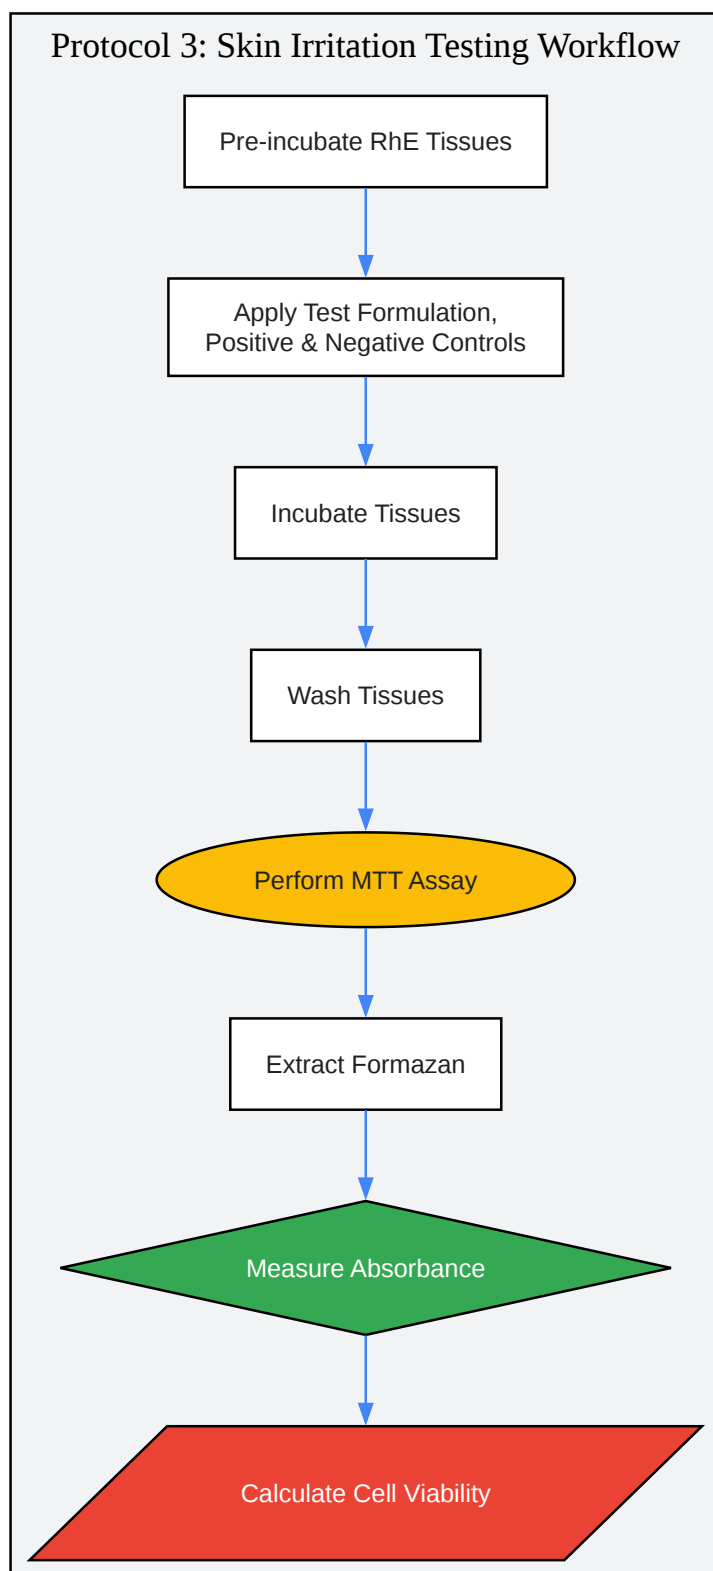 Protocol 3: Skin Irritation Testing Workflow
Pre-incubate RhE Tissues
Apply Test Formulation,
Positive & Negative Controls
Incubate Tissues
Wash Tissues
Perform MTT Assay
Extract Formazan
Measure Absorbance
Calculate Cell Viability